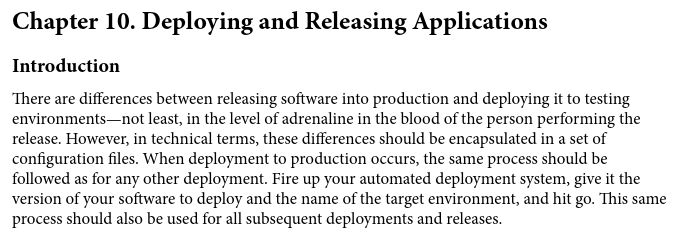 Chapter 10. Deploying and Releasing Applications
Introduction
There are differences between releasing software into production and deploying it to testing
environments—not least, in the level of adrenaline in the blood of the person performing the
release. However, in technical terms, these differences should be encapsulated in a set of
configuration files. When deployment to production occurs, the same process should be
followed as for any other deployment. Fire up your automated deployment system, give it the
version of your software to deploy and the name of the target environment, and hit go. This same
process should also be used for all subsequent deployments and releases.